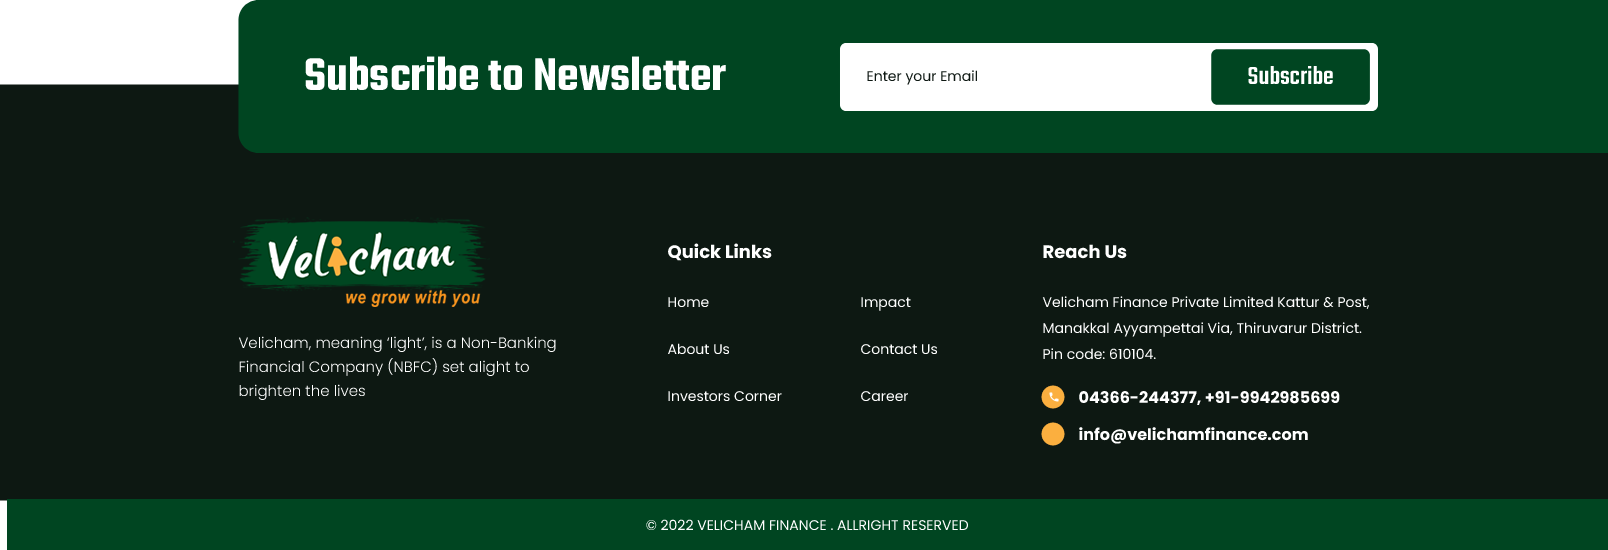 Subscribe to Newsletter
Enter your Email
Subscribe
Velicham
we grow with you
Velicham, meaning ‘light’, is a Non-Banking
Financial Company (NBFC) set alight to
brighten the lives
Quick Links
Home
Impact
About Us
Contact Us
Investors Corner
Career
Reach Us
Velicham Finance Private Limited Kattur & Post,
Manakkal Ayyampettai Via, Thiruvarur District.
Pin code: 610104.
04366-244377, +91-9942985699
info@velichamfinance.com
© 2022 VELICHAM FINANCE . ALLRIGHT RESERVED